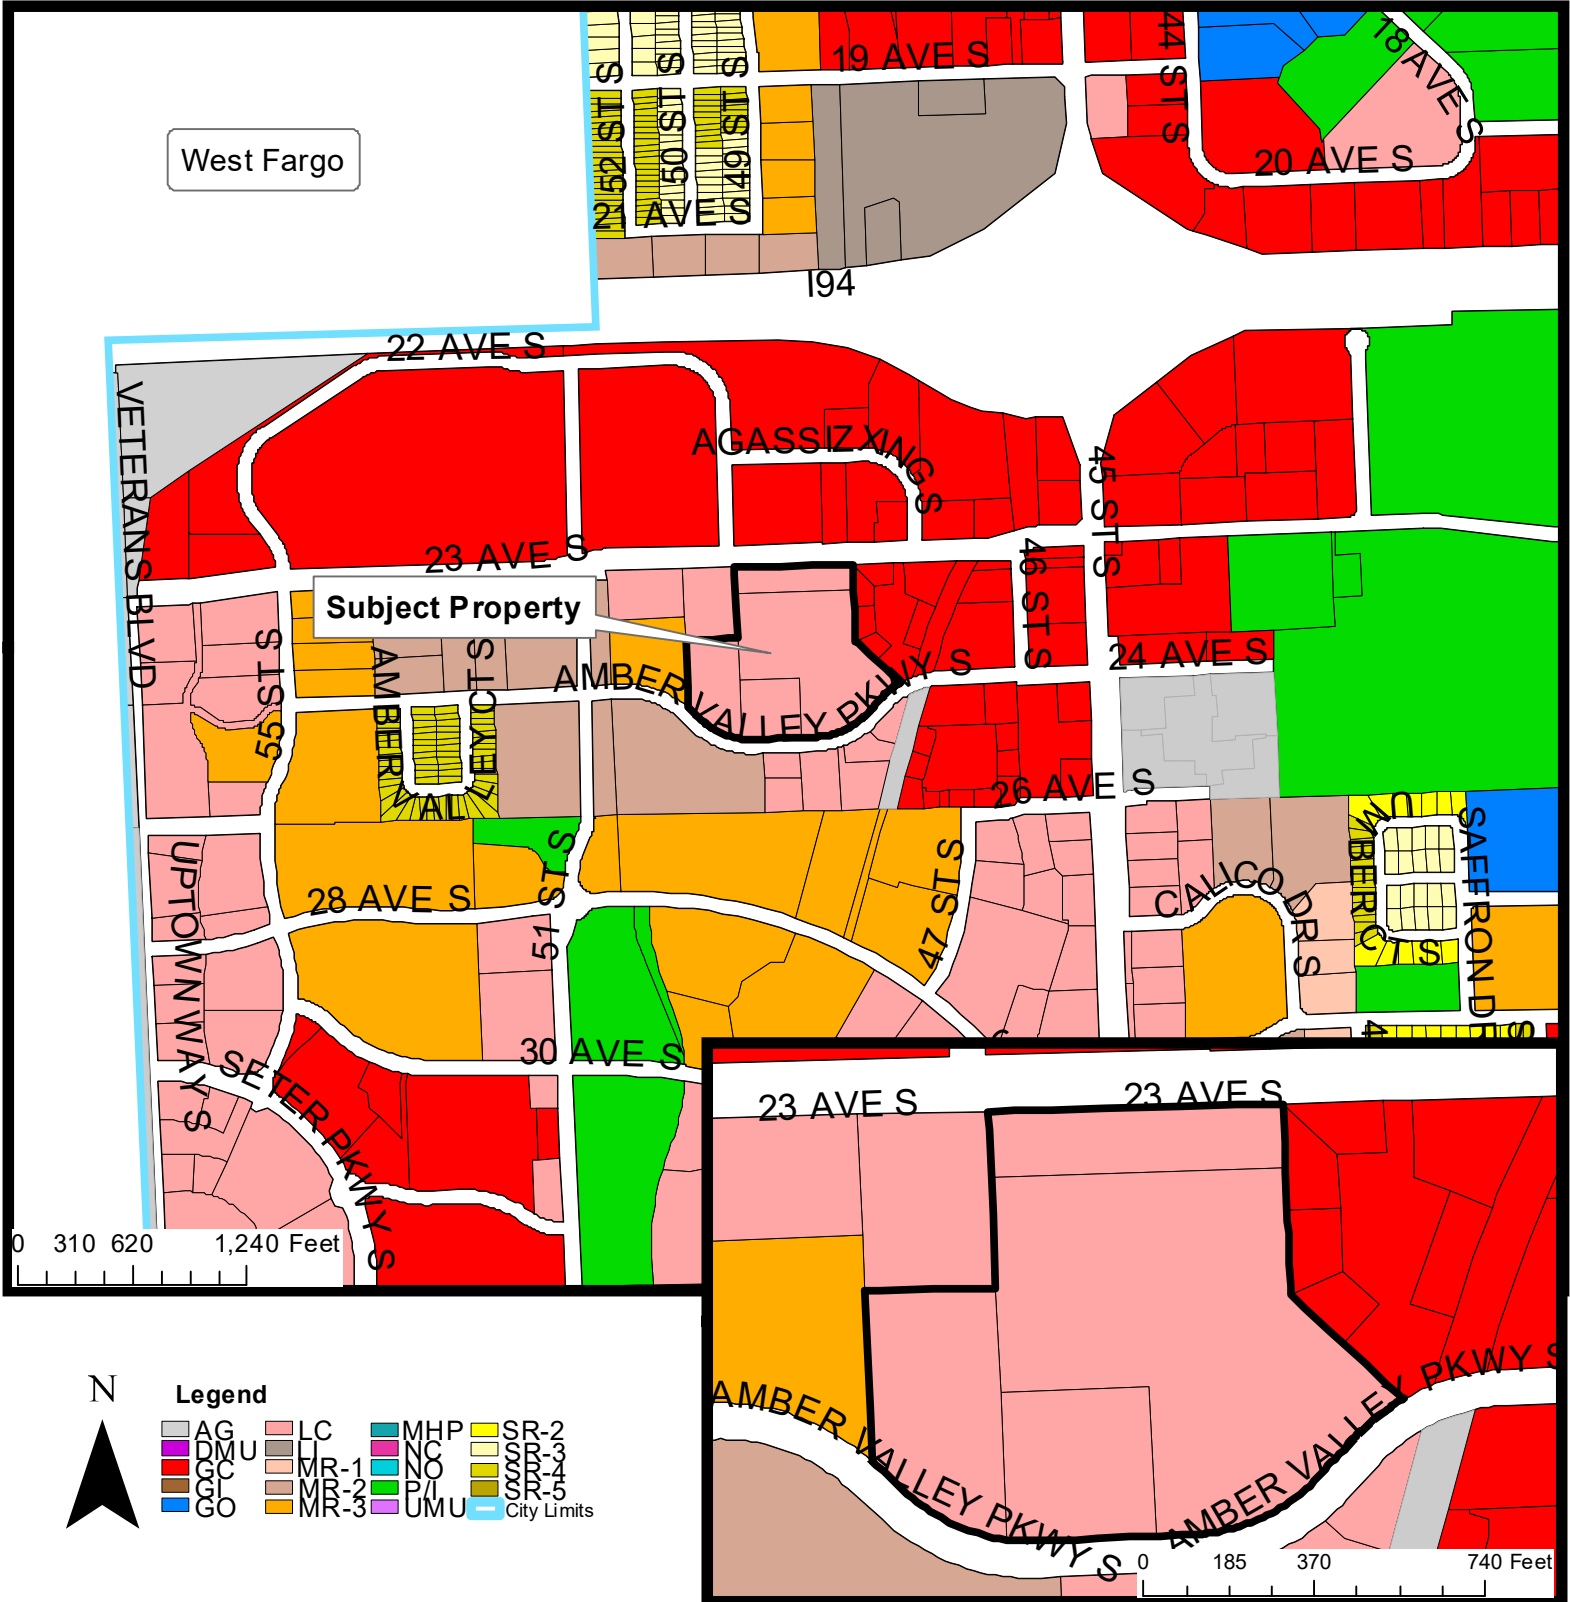 44 ST S
18 AVE S
19 AVE S
52 ST S
50 ST S
49 ST S
West Fargo
20 AVE S
21 AVE S
I94
22 AVE S
VETERANS BLVD
AGASSIZ XING S
45 ST S
23 AVE S
46 ST S
Subject Property
55 ST S
24 AVE S
AMBER VALLEY PKWY S
AMBER VALLEY CT S
26 AVE S
UMBER CT S
SAFFRON DR S
UPTOWN WAY S
28 AVE S
51 ST S
47 ST S
CALICO DR S
4
30 AVE S
SETER PKWY S
23 AVE S
23 AVE S
0 310 620 1,240 Feet
AMBER VALLEY PKWY S
AMBER VALLEY PKWY S
0 185 370 740 Feet
N
Legend
AG
DMU
GC
GI
GO
LC
LI
MR-1
MR-2
MR-3
MHP
NC
NO
P/I
UMU
SR-2
SR-3
SR-4
SR-5
City Limits